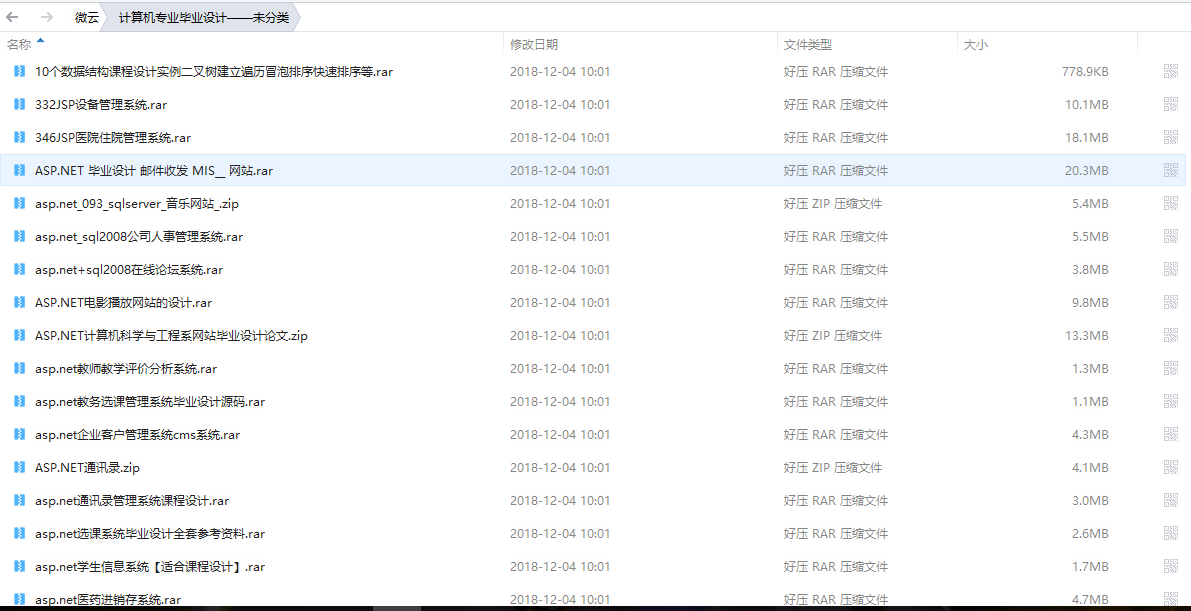 微云 计算机专业毕业设计——未分类
名称 修改日期 文件类型 大小
10个数据结构课程设计实例二叉树建立遍历冒泡排序快速排序等.rar 2018-12-04 10:01 好压 RAR 压缩文件 778.9KB
332JSP设备管理系统.rar 2018-12-04 10:01 好压 RAR 压缩文件 10.1MB
346JSP医院住院管理系统.rar 2018-12-04 10:01 好压 RAR 压缩文件 18.1MB
ASP.NET 毕业设计 邮件收发 MIS__ 网站.rar 2018-12-04 10:01 好压 RAR 压缩文件 20.3MB
asp.net_093_sqlserver_音乐网站_.zip 2018-12-04 10:01 好压 ZIP 压缩文件 5.4MB
asp.net_sql2008公司人事管理系统.rar 2018-12-04 10:01 好压 RAR 压缩文件 5.5MB
asp.net+sql2008在线论坛系统.rar 2018-12-04 10:01 好压 RAR 压缩文件 3.8MB
ASP.NET电影播放网站的设计.rar 2018-12-04 10:01 好压 RAR 压缩文件 9.8MB
ASP.NET计算机科学与工程系网站毕业设计论文.zip 2018-12-04 10:01 好压 ZIP 压缩文件 13.3MB
asp.net教师教学评价分析系统.rar 2018-12-04 10:01 好压 RAR 压缩文件 1.3MB
asp.net教务选课管理系统毕业设计源码.rar 2018-12-04 10:01 好压 RAR 压缩文件 1.1MB
asp.net企业客户管理系统cms系统.rar 2018-12-04 10:01 好压 RAR 压缩文件 4.3MB
ASP.NET通讯录.zip 2018-12-04 10:01 好压 ZIP 压缩文件 4.1MB
asp.net通讯录管理系统课程设计.rar 2018-12-04 10:01 好压 RAR 压缩文件 3.0MB
asp.net选课系统毕业设计全套参考资料.rar 2018-12-04 10:01 好压 RAR 压缩文件 2.6MB
asp.net学生信息系统【适合课程设计】.rar 2018-12-04 10:01 好压 RAR 压缩文件 1.7MB
asp.net医药进销存系统.rar 2018-12-04 10:01 好压 RAR 压缩文件 4.7MB